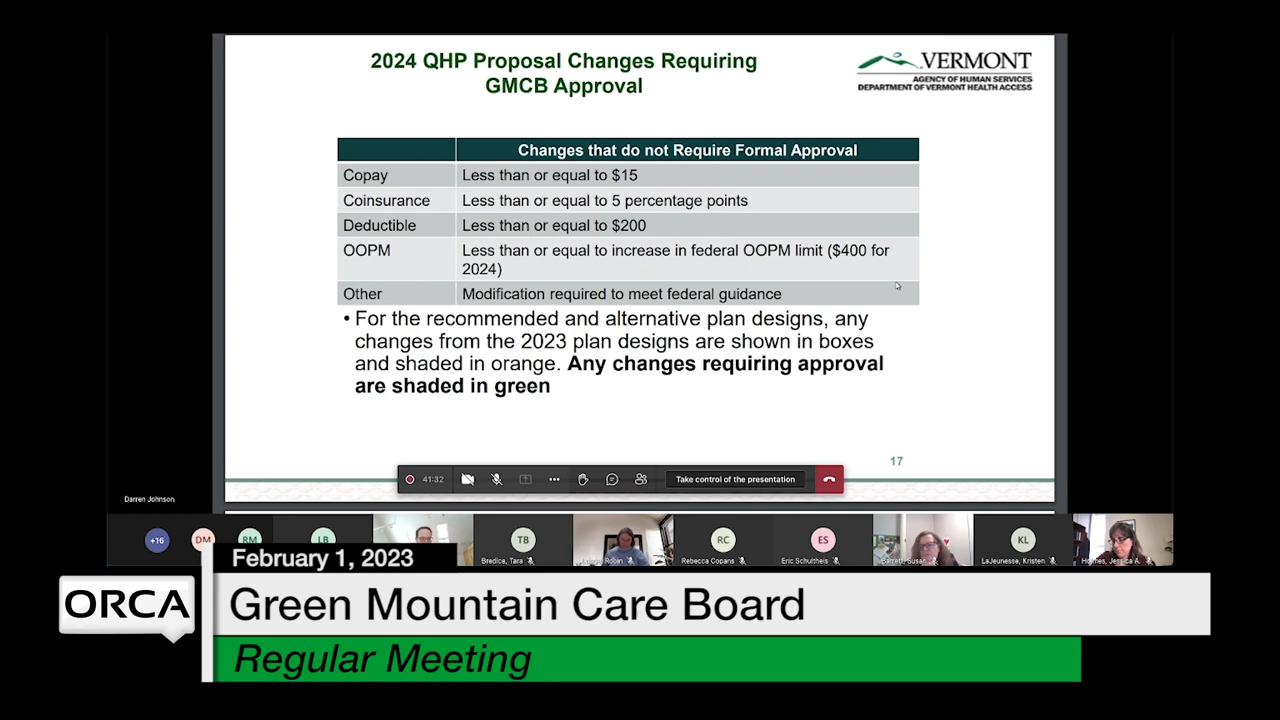 2024 QHP Proposal Changes Requiring
GMCB Approval
VERMONT
AGENCY OF HUMAN SERVICES
DEPARTMENT OF VERMONT HEALTH ACCESS
Changes that do not Require Formal Approval
Copay Less than or equal to $15
Coinsurance Less than or equal to 5 percentage points
Deductible Less than or equal to $200
OOPM Less than or equal to increase in federal OOPM limit ($400 for
2024)
Other Modification required to meet federal guidance
• For the recommended and alternative plan designs, any
changes from the 2023 plan designs are shown in boxes
and shaded in orange. Any changes requiring approval
are shaded in green
17
41:32 Take control of the presentation
Darren Johnson
+16 DM RM LB TB RC ES KL
Bredice, Tara Robin Rebecca Copans Eric Schultheis Barrett, Susan LaJeunesse, Kristen Holmes, Jessica A.
February 1, 2023
ORCA
Green Mountain Care Board
Regular Meeting